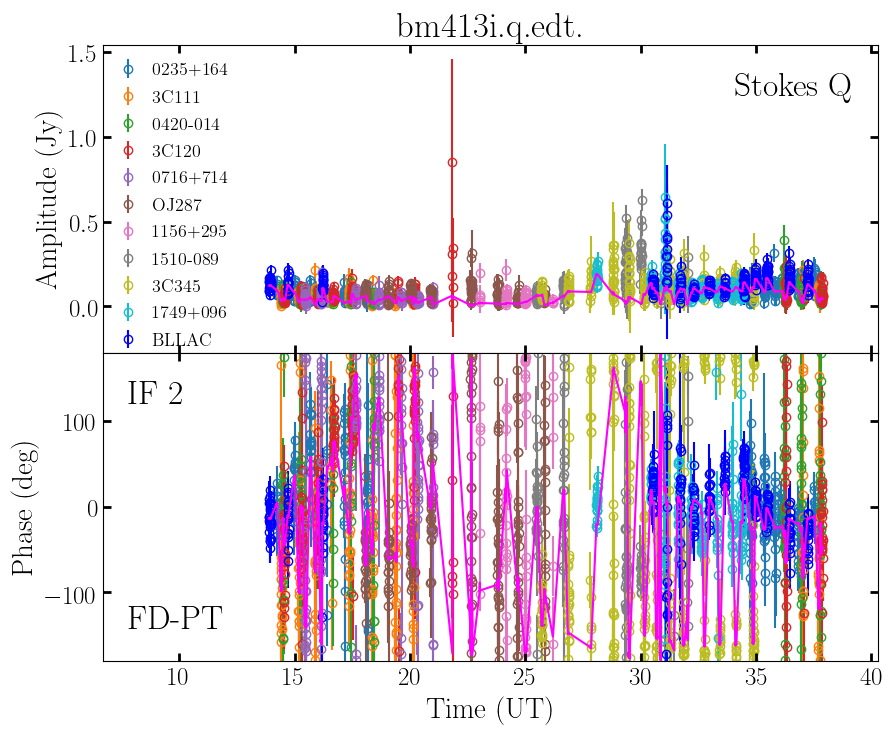 bm413i.q.edt.
Stokes Q
Amplitude (Jy)
1.5
1.0
0.5
0.0
0235+164
3C111
0420-014
3C120
0716+714
OJ287
1156+295
1510-089
3C345
1749+096
BLLAC
IF 2
FD-PT
Phase (deg)
100
0
−100
10 15 20 25 30 35 40
Time (UT)